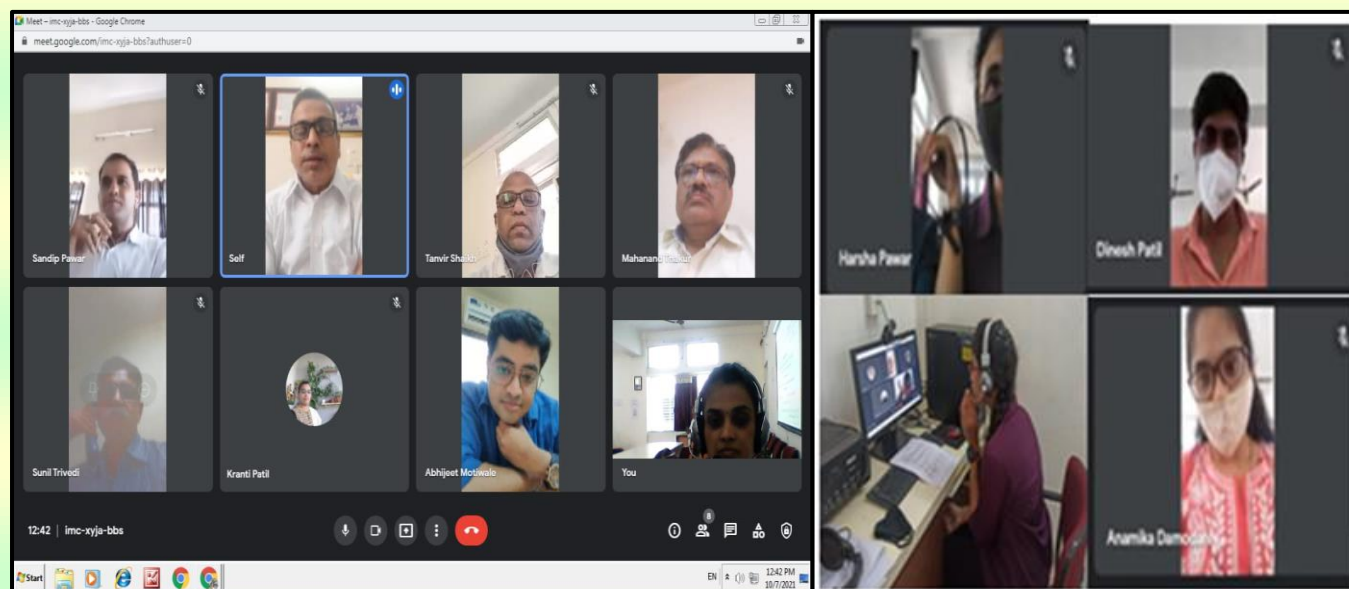 Meet – imc-xyja-bbs - Google Chrome
meet.google.com/imc-xyja-bbs?authuser=0
Sandip Pawar
Self
Tanvir Shaikh
Mahanand
Sunil Trivedi
Kranti Patil
Abhijeet Motiwale
You
12:42 | imc-xyja-bbs
8
Start
EN
12:42 PM
10/7/2021
Harsha Pawar
Dinesh Patil
Anamika